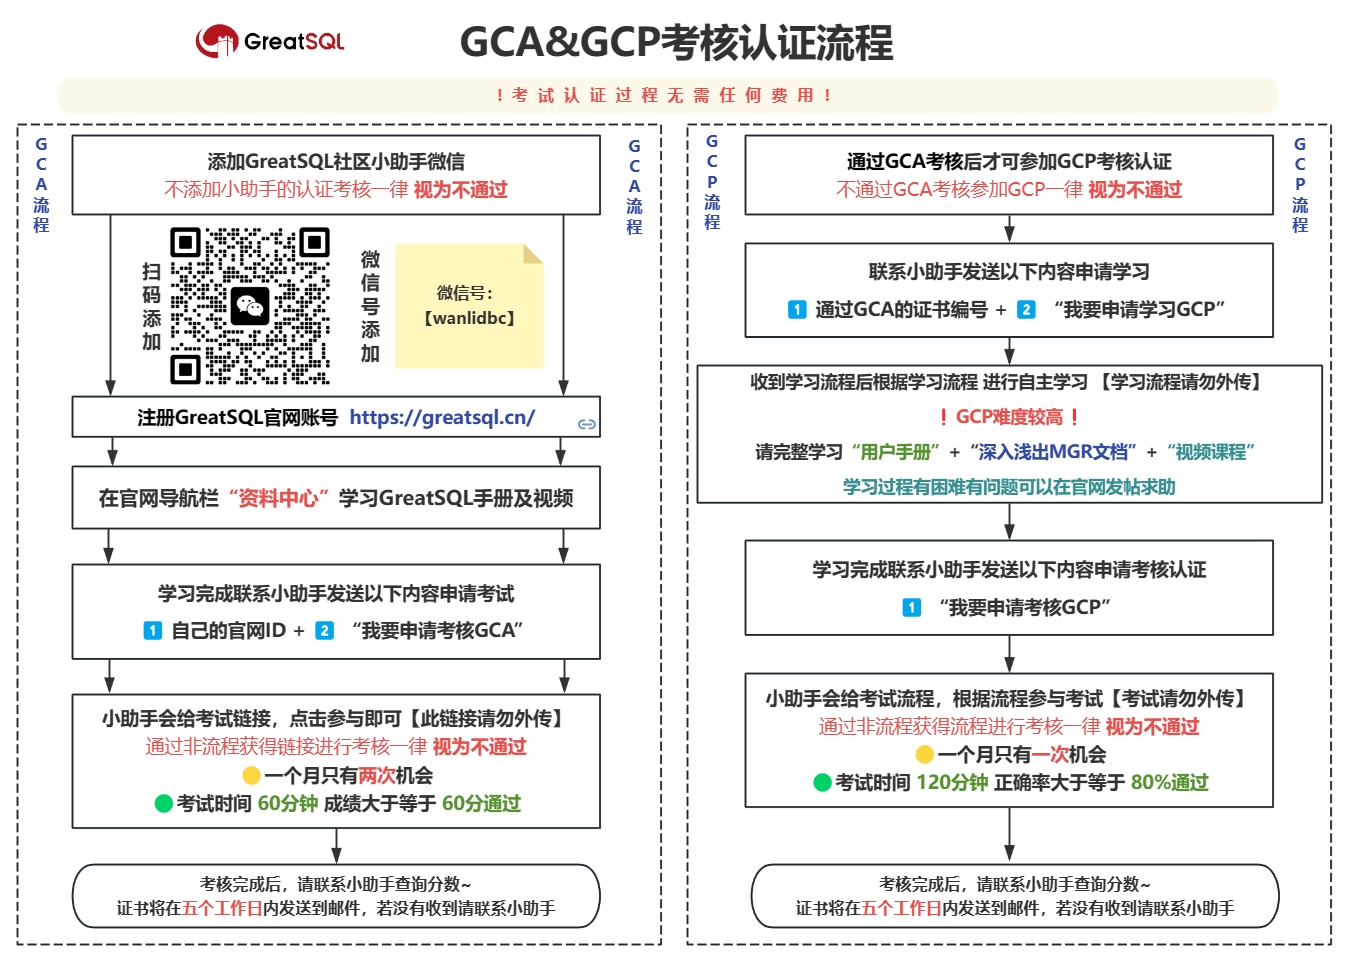 GreatSQL
GCA&GCP考核认证流程
！考试认证过程无需任何费用！
GCA流程
添加GreatSQL社区小助手微信
不添加小助手的认证考核一律 视为不通过
GCA流程
扫码添加
微信号添加
微信号：
【wanlidbc】
注册GreatSQL官网账号 https://greatsql.cn/
在官网导航栏 “资料中心” 学习GreatSQL手册及视频
学习完成联系小助手发送以下内容申请考试
1 自己的官网ID + 2 “我要申请考核GCA”
小助手会给考试链接，点击参与即可【此链接请勿外传】
通过非流程获得链接进行考核一律 视为不通过
一个月只有两次机会
考试时间 60分钟 成绩大于等于 60分通过
考核完成后，请联系小助手查询分数~
证书将在五个工作日内发送到邮件，若没有收到请联系小助手
GCP流程
通过GCA考核后才可参加GCP考核认证
不通过GCA考核参加GCP一律 视为不通过
GCP流程
联系小助手发送以下内容申请学习
1 通过GCA的证书编号 + 2 “我要申请学习GCP”
收到学习流程后根据学习流程 进行自主学习 【学习流程请勿外传】
！GCP难度较高！
请完整学习 “用户手册” + “深入浅出MGR文档” + “视频课程”
学习过程有困难有问题可以在官网发帖求助
学习完成联系小助手发送以下内容申请考核认证
1 “我要申请考核GCP”
小助手会给考试流程，根据流程参与考试【考试请勿外传】
通过非流程获得流程进行考核一律 视为不通过
一个月只有一次机会
考试时间 120分钟 正确率大于等于 80%通过
考核完成后，请联系小助手查询分数~
证书将在五个工作日内发送到邮件，若没有收到请联系小助手